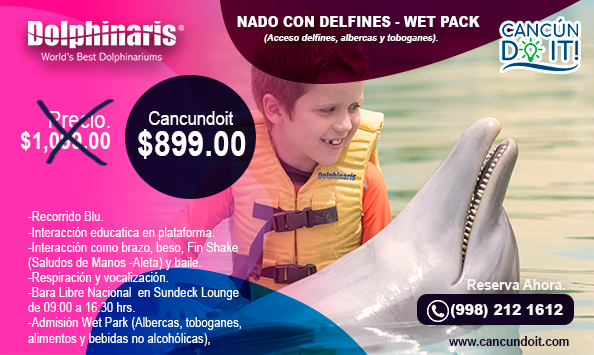 Dolphinaris®
World's Best Dolphinariums
NADO CON DELFINES - WET PACK
(Acceso delfines, albercas y toboganes).
CANCÚN
DO IT!
Precio.
Cancundoit
$899.00
Dolphinaris
-Recorrido Blu.
-Interacción educatica en plataforma.
-Interacción como brazo, beso, Fin Shake
(Saludos de Manos -Aleta) y baile.
-Respiración y vocalización.
-Bara Libre Nacional en Sundeck Lounge
de 09:00 a 16:30 hrs.
-Admisión Wet Park (Albercas, toboganes,
alimentos y bebidas no alcohólicas),
Reserva Ahora.
(998) 212 1612
www.cancundoit.com